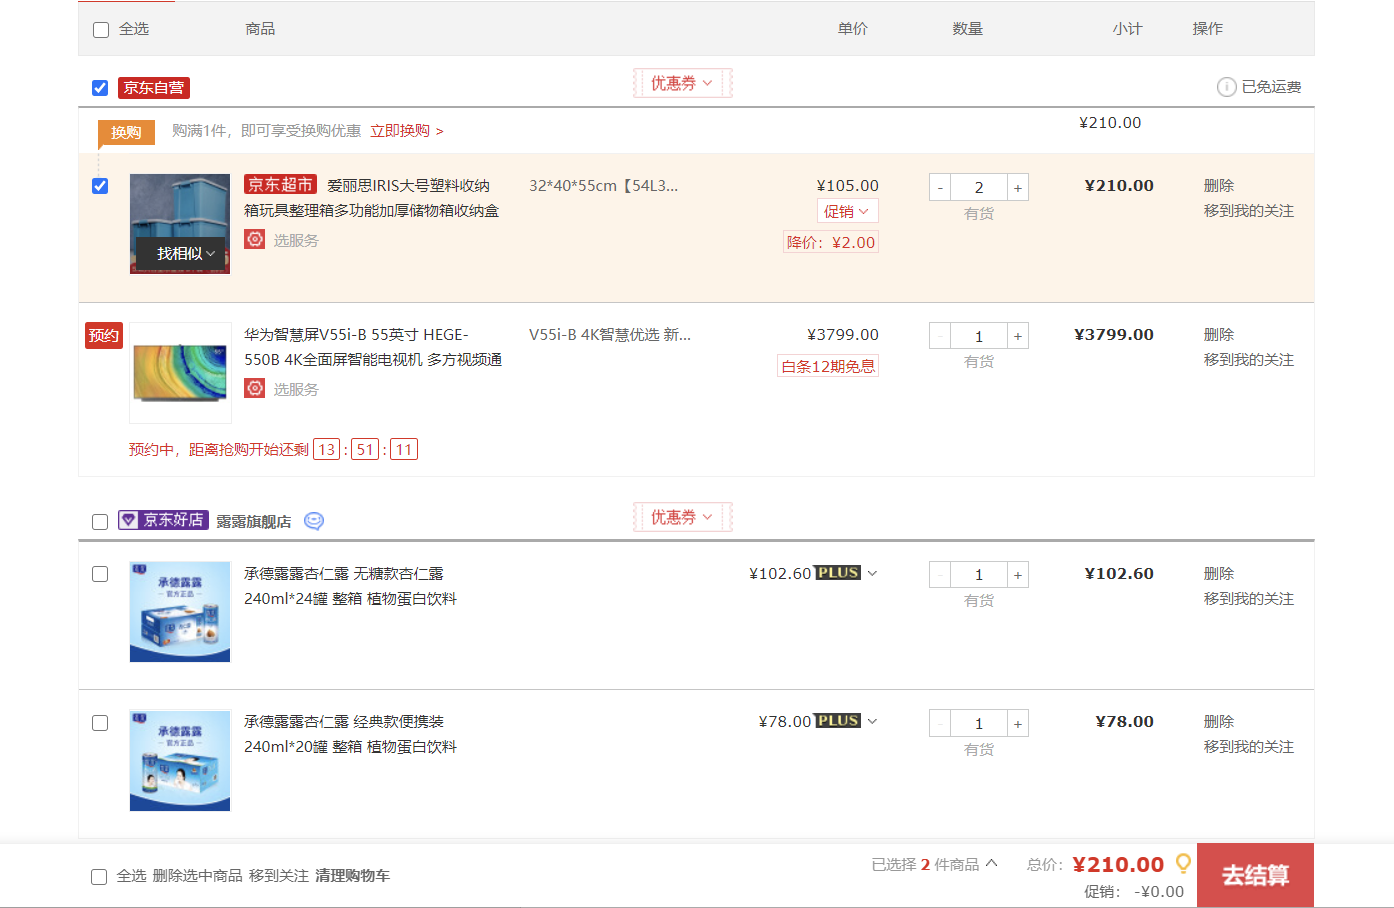 全选 商品 单价 数量 小计 操作
京东自营 优惠券 已免运费
换购 购满1件，即可享受换购优惠 立即换购 > ¥210.00
京东超市 爱丽思IRIS大号塑料收纳 32*40*55cm【54L3... ¥105.00 - 2 + ¥210.00 删除
箱玩具整理箱多功能加厚储物箱收纳盒 促销 有货 移到我的关注
选服务 降价：¥2.00
找相似
预约 华为智慧屏V55i-B 55英寸 HEGE- V55i-B 4K智慧优选 新... ¥3799.00 - 1 + ¥3799.00 删除
550B 4K全面屏智能电视机 多方视频通 白条12期免息 有货 移到我的关注
选服务
预约中，距离抢购开始还剩 13 : 51 : 11
京东好店 露露旗舰店 优惠券
承德露露杏仁露 无糖款杏仁露 ¥102.60 PLUS - 1 + ¥102.60 删除
240ml*24罐 整箱 植物蛋白饮料 有货 移到我的关注
承德露露
官方正品
承德露露杏仁露 经典款便携装 ¥78.00 PLUS - 1 + ¥78.00 删除
240ml*20罐 整箱 植物蛋白饮料 有货 移到我的关注
承德露露
官方正品
全选 删除选中商品 移到关注 清理购物车 已选择 2 件商品 总价： ¥210.00 去结算
促销： -¥0.00